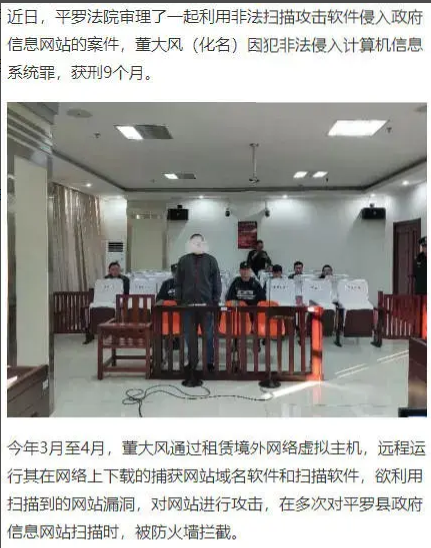 近日，平罗法院审理了一起利用非法扫描攻击软件侵入政府
信息网站的案件，董大风（化名）因犯非法侵入计算机信息
系统罪，获刑9个月。
今年3月至4月，董大风通过租赁境外网络虚拟主机，远程运
行其在网络上下载的捕获网站域名软件和扫描软件，欲利用
扫描到的网站漏洞，对网站进行攻击，在多次对平罗县政府
信息网站扫描时，被防火墙拦截。